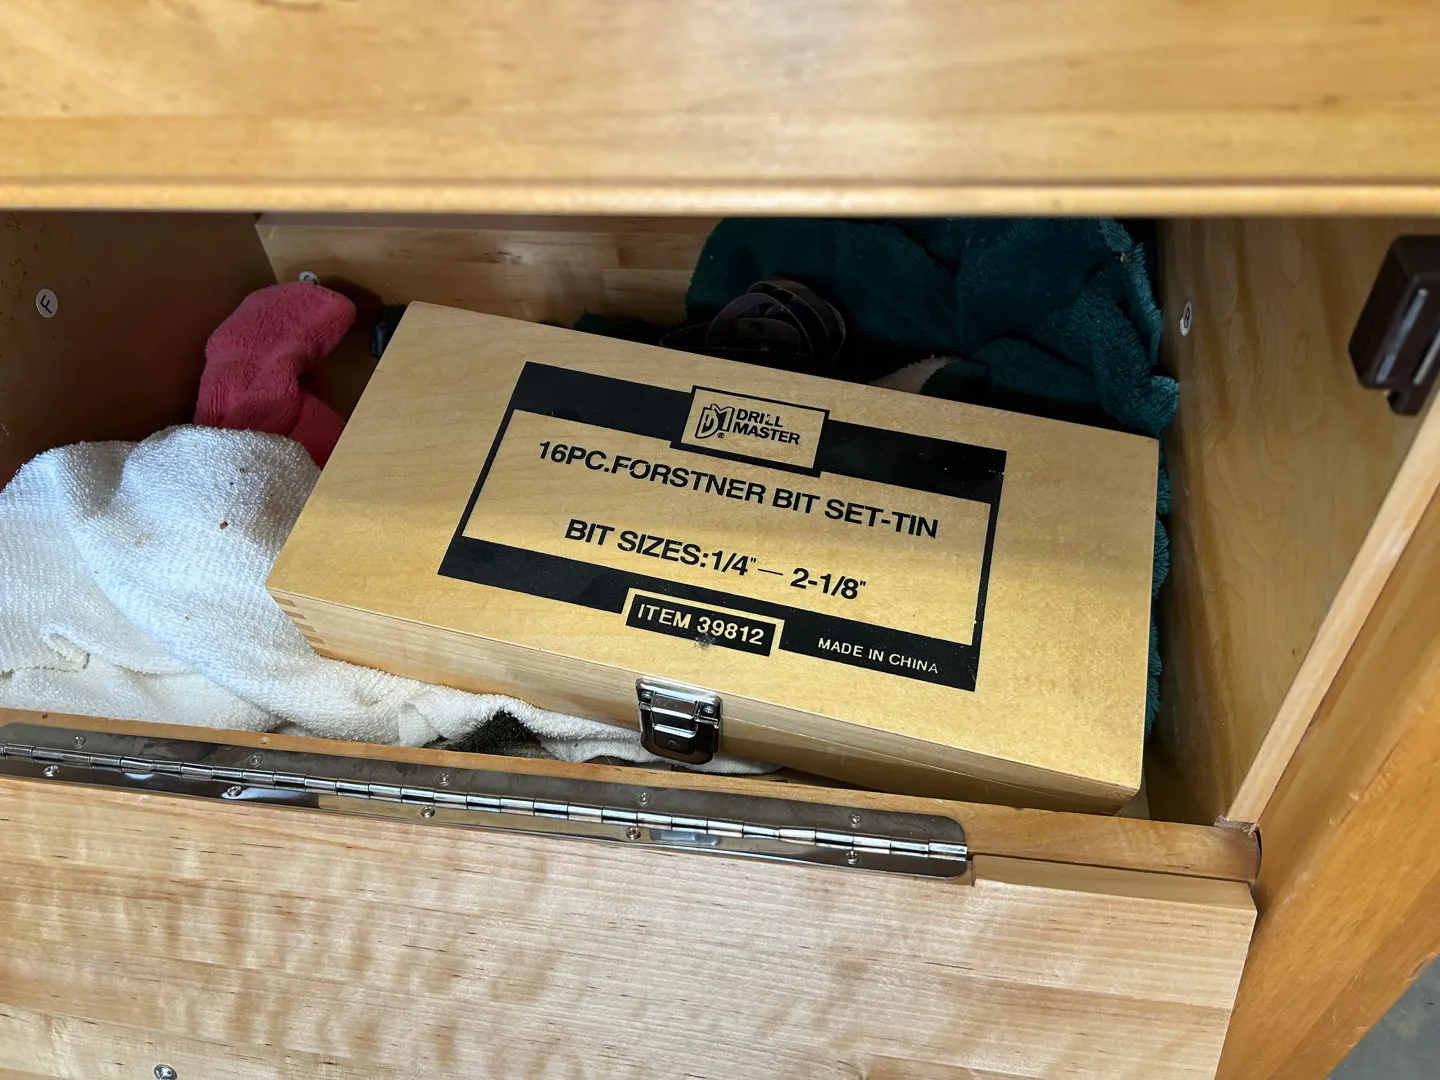 F
DM® DRILL
MASTER
16PC.FORSTNER BIT SET-TIN
BIT SIZES:1/4"— 2-1/8"
ITEM 39812
MADE IN CHINA